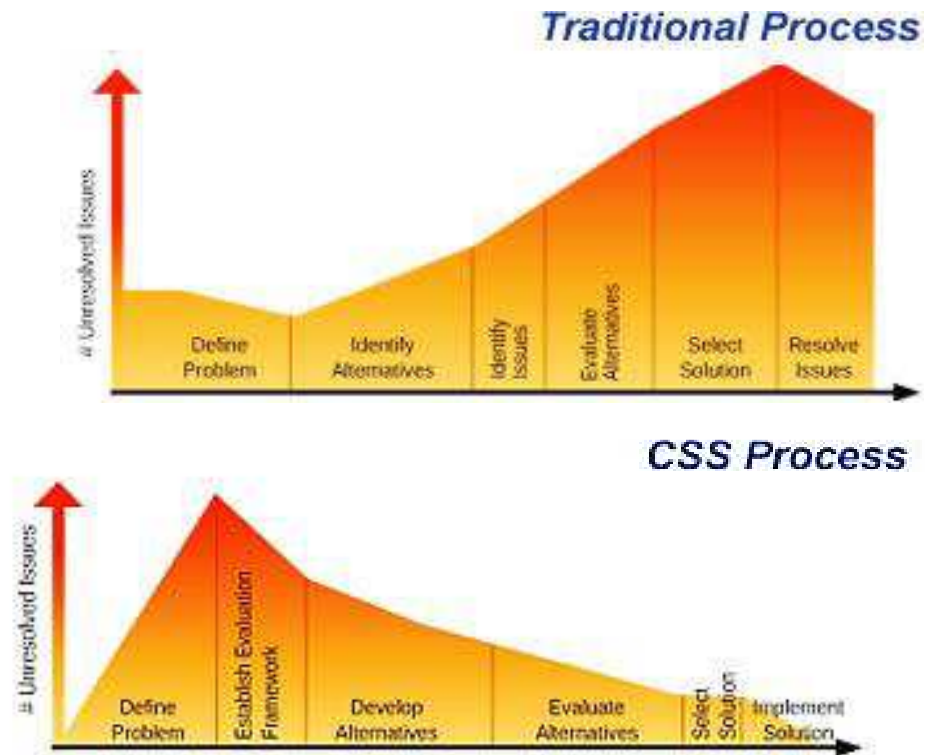 Traditional Process
# Unresolved Issues
Define
Problem
Identify
Alternatives
Identify
Issues
Evaluate
Alternatives
Select
Solution
Resolve
Issues
CSS Process
# Unresolved Issues
Define
Problem
Establish Evaluation
Framework
Develop
Alternatives
Evaluate
Alternatives
Select
Solution
Implement
Solution